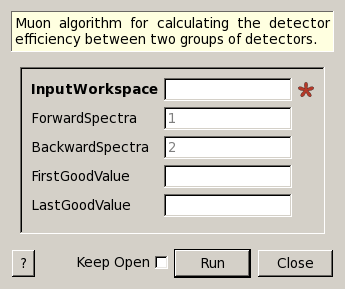 Muon algorithm for calculating the detector
efficiency between two groups of detectors.
InputWorkspace
ForwardSpectra 1
BackwardSpectra 2
FirstGoodValue
LastGoodValue
? Keep Open Run Close